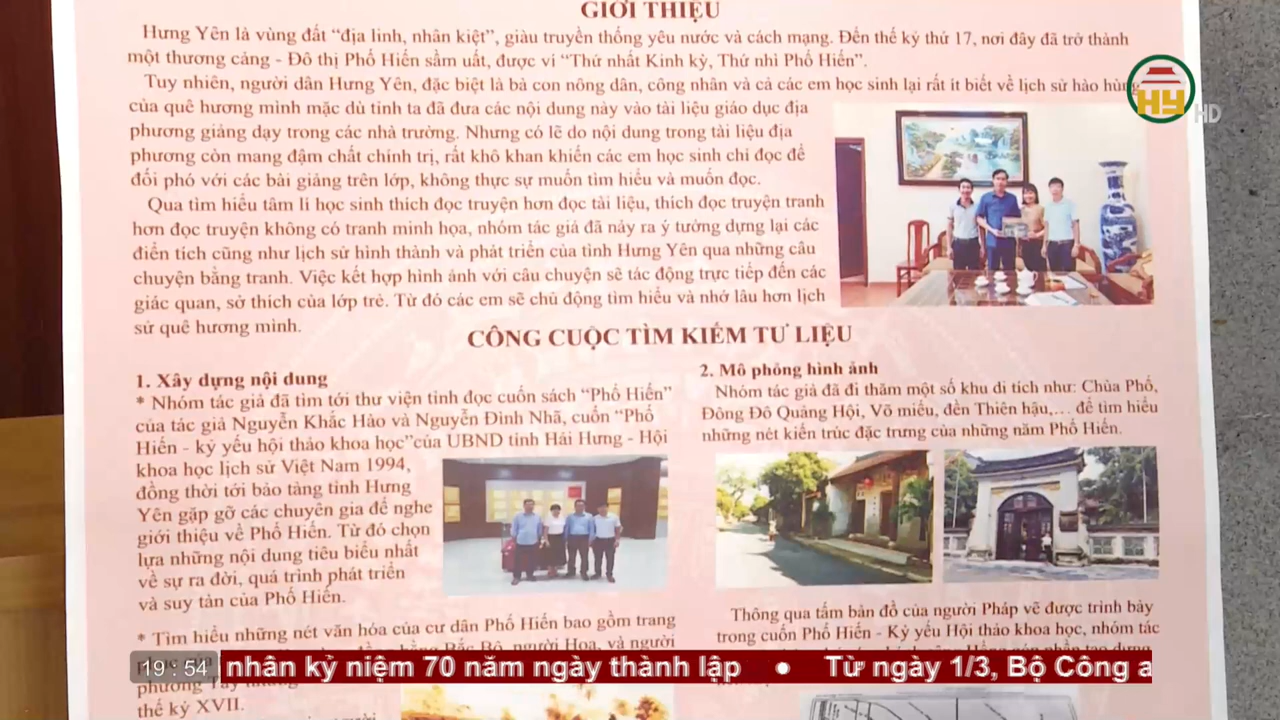 GIỚI THIỆU
Hưng Yên là vùng đất “địa linh, nhân kiệt”, giàu truyền thống yêu nước và cách mạng. Đến thế kỷ thứ 17, nơi đây đã trở thành
một thương cảng - Đô thị Phố Hiến sầm uất, được ví “Thứ nhất Kinh kỳ, Thứ nhì Phố Hiến”.
Tuy nhiên, người dân Hưng Yên, đặc biệt là bà con nông dân, công nhân và cả các em học sinh lại rất ít biết về lịch sử hào hùng
của quê hương mình mặc dù tỉnh ta đã đưa các nội dung này vào tài liệu giáo dục địa
phương giảng dạy trong các nhà trường. Nhưng có lẽ do nội dung trong tài liệu địa
phương còn mang đậm chất chính trị, rất khô khan khiến các em học sinh chỉ đọc để
đối phó với các bài giảng trên lớp, không thực sự muốn tìm hiểu và muốn đọc.
Qua tìm hiểu tâm lí học sinh thích đọc truyện hơn đọc tài liệu, thích đọc truyện tranh
hơn đọc truyện không có tranh minh họa, nhóm tác giả đã nảy ra ý tưởng dựng lại các
điển tích cũng như lịch sử hình thành và phát triển của tỉnh Hưng Yên qua những câu
chuyện bằng tranh. Việc kết hợp hình ảnh với câu chuyện sẽ tác động trực tiếp đến các
giác quan, sở thích của lớp trẻ. Từ đó các em sẽ chủ động tìm hiểu và nhớ lâu hơn lịch
sử quê hương mình.
HY HD
CÔNG CUỘC TÌM KIẾM TƯ LIỆU
1. Xây dựng nội dung
* Nhóm tác giả đã tìm tới thư viện tỉnh đọc cuốn sách “Phố Hiến”
của tác giả Nguyễn Khắc Hào và Nguyễn Đình Nhã, cuốn “Phố
Hiến - kỷ yếu hội thảo khoa học”của UBND tỉnh Hải Hưng - Hội
khoa học lịch sử Việt Nam 1994,
đồng thời tới bảo tàng tỉnh Hưng
Yên gặp gỡ các chuyên gia để nghe
giới thiệu về Phố Hiến. Từ đó chọn
lựa những nội dung tiêu biểu nhất
về sự ra đời, quá trình phát triển
và suy tàn của Phố Hiến.
* Tìm hiểu những nét văn hóa của cư dân Phố Hiến bao gồm trang
Bắc Bộ, người Hoa, và người
phương Tây
thế kỷ XVII.
2. Mô phỏng hình ảnh
Nhóm tác giả đã đi thăm một số khu di tích như: Chùa Phố,
Đông Đô Quảng Hội, Võ miếu, đền Thiên hậu,… để tìm hiểu
những nét kiến trúc đặc trưng của những năm Phố Hiến.
Thông qua tấm bản đồ của người Pháp vẽ được trình bày
trong cuốn Phố Hiến - Kỷ yếu Hội thảo khoa học, nhóm tác
19:54 nhân kỷ niệm 70 năm ngày thành lập ● Từ ngày 1/3, Bộ Công a